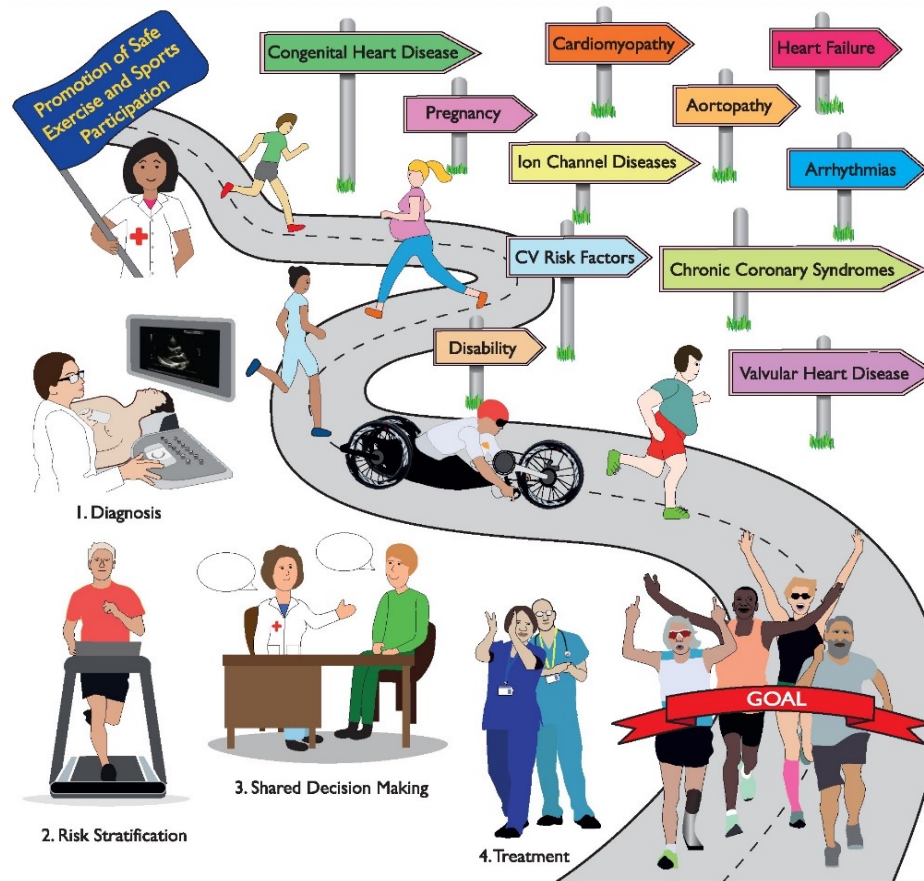 Promotion of Safe
Exercise and Sports
Participation
Congenital Heart Disease
Cardiomyopathy
Heart Failure
Pregnancy
Aortopathy
Ion Channel Diseases
Arrhythmias
CV Risk Factors
Chronic Coronary Syndromes
Disability
Valvular Heart Disease
1. Diagnosis
GOAL
3. Shared Decision Making
2. Risk Stratification
4. Treatment